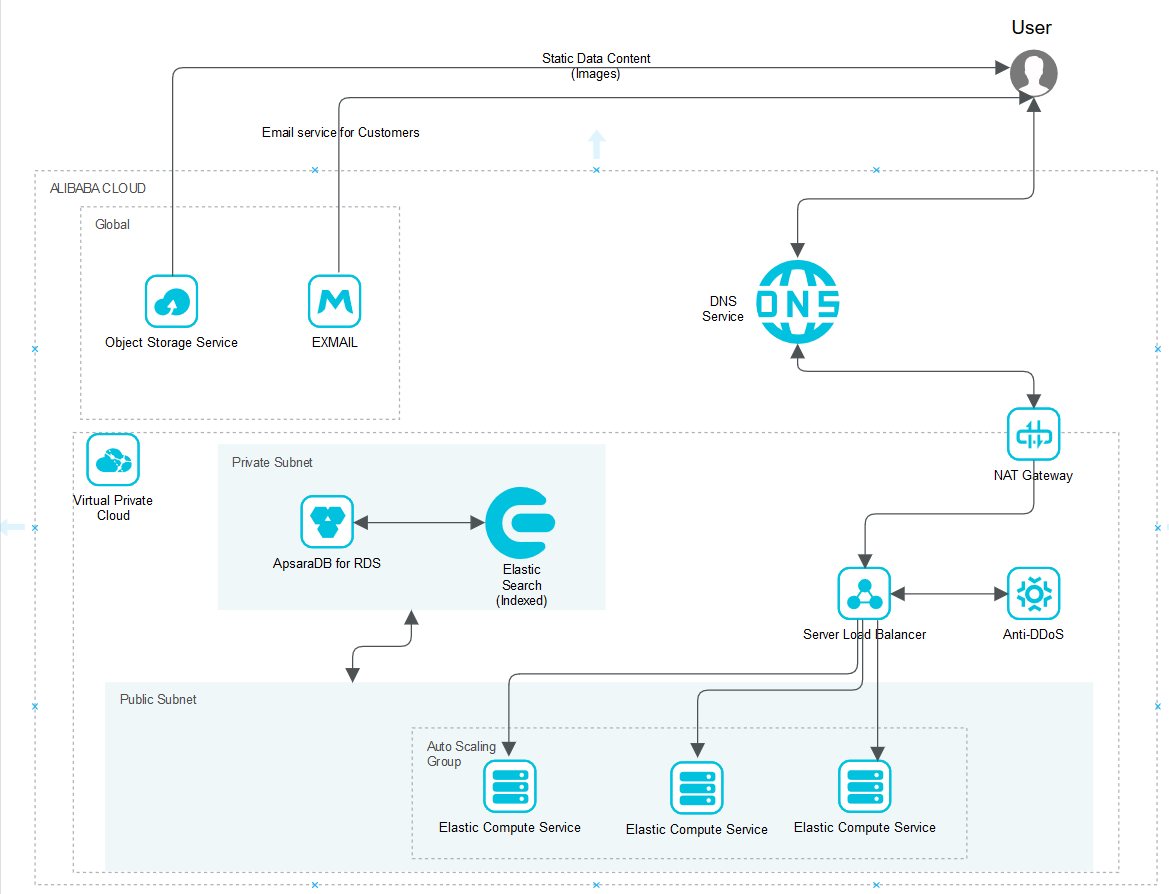 User
Static Data Content
(Images)
Email service for Customers
ALIBABA CLOUD
Global
Object Storage Service
EXMAIL
DNS
Service
DNS
NAT Gateway
Virtual Private
Cloud
Private Subnet
ApsaraDB for RDS
Elastic
Search
(Indexed)
Server Load Balancer
Anti-DDoS
Public Subnet
Auto Scaling
Group
Elastic Compute Service
Elastic Compute Service
Elastic Compute Service